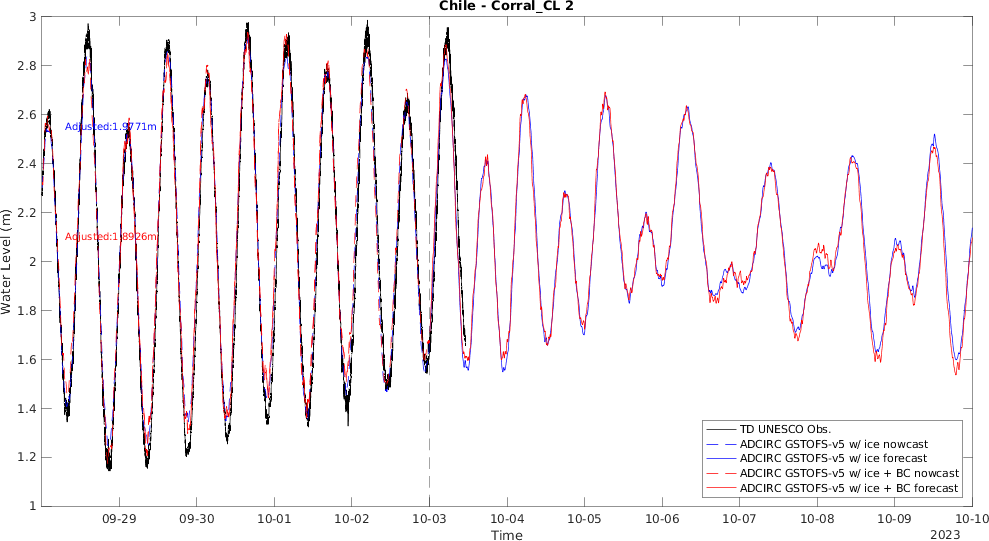 Chile - Corral_CL 2
Water Level (m)
3
2.8
2.6
2.4
2.2
2
1.8
1.6
1.4
1.2
1
Adjusted:1.9771m
Adjusted:1.8926m
TD UNESCO Obs.
ADCIRC GSTOFS-v5 w/ ice nowcast
ADCIRC GSTOFS-v5 w/ ice forecast
ADCIRC GSTOFS-v5 w/ ice + BC nowcast
ADCIRC GSTOFS-v5 w/ ice + BC forecast
09-29 09-30 10-01 10-02 10-03 10-04 10-05 10-06 10-07 10-08 10-09 10-10
Time
2023